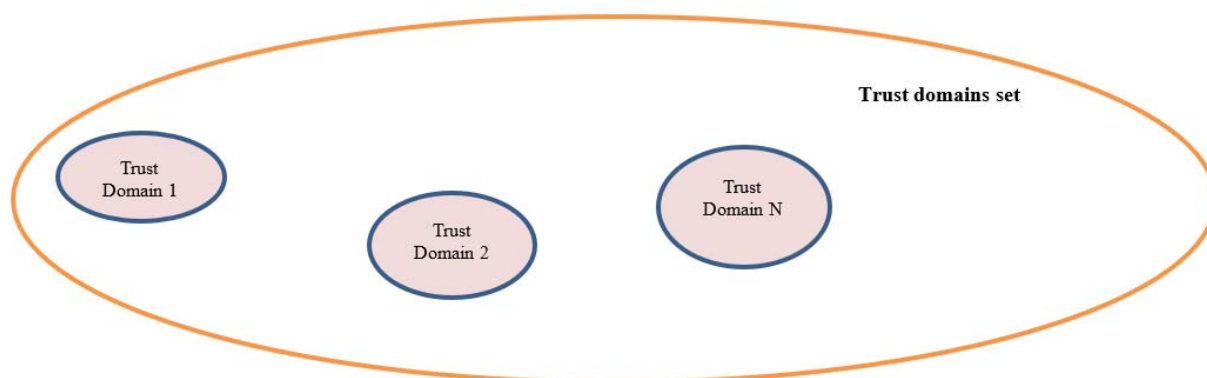 Trust domains set
Trust
Domain 1
Trust
Domain 2
Trust
Domain N